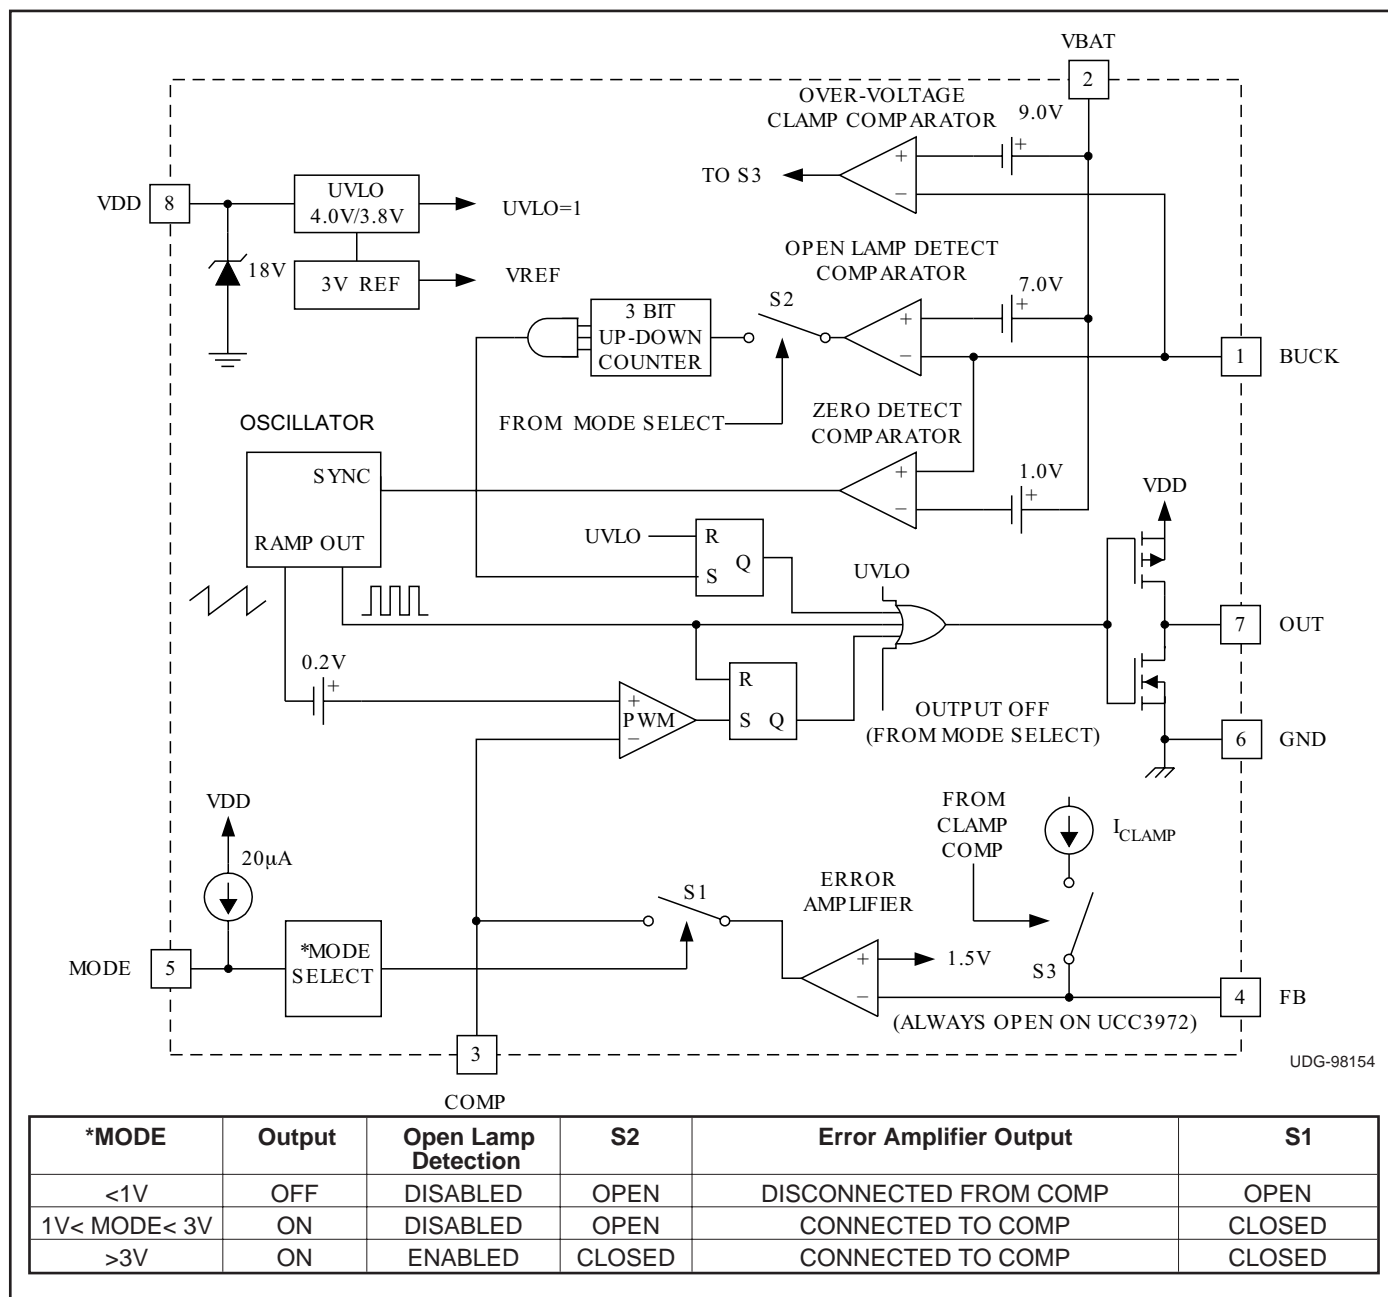 VBAT
2
OVER-VOLTAGE
CLAMP COMPARATOR
9.0V
+
+
−
TO S3
VDD
8
UVLO
4.0V/3.8V
UVLO=1
18V
3V REF
VREF
OPEN LAMP DETECT
COMPARATOR
7.0V
+
S2
3 BIT
UP-DOWN
COUNTER
+
−
1
BUCK
FROM MODE SELECT
ZERO DETECT
COMPARATOR
OSCILLATOR
SYNC
+
−
1.0V
+
VDD
RAMP OUT
UVLO
R
Q
S
UVLO
7
OUT
0.2V
+
+
PWM
−
R
S Q
OUTPUT OFF
(FROM MODE SELECT)
6
GND
VDD
20µA
FROM
CLAMP
COMP
ICLAMP
S1
ERROR
AMPLIFIER
*MODE
SELECT
MODE
5
+
−
1.5V
S3
4
FB
(ALWAYS OPEN ON UCC3972)
3
COMP
UDG-98154
*MODE Output Open Lamp Detection S2 Error Amplifier Output S1
<1V OFF DISABLED OPEN DISCONNECTED FROM COMP OPEN
1V< MODE< 3V ON DISABLED OPEN CONNECTED TO COMP CLOSED
>3V ON ENABLED CLOSED CONNECTED TO COMP CLOSED